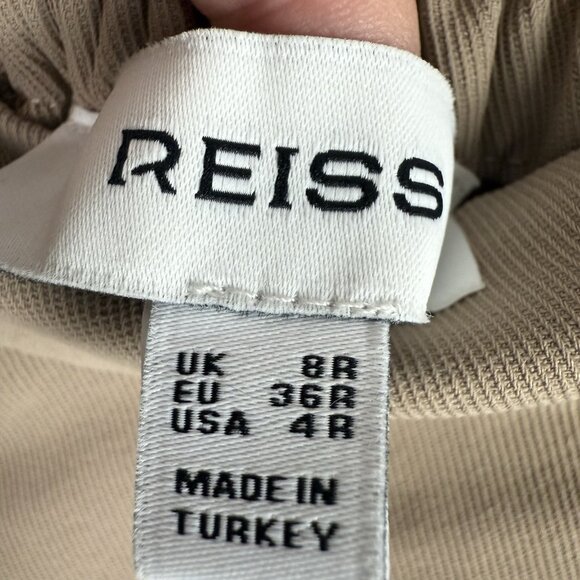 REISS
UK 8R
EU 36R
USA 4R
MADE IN
TURKEY